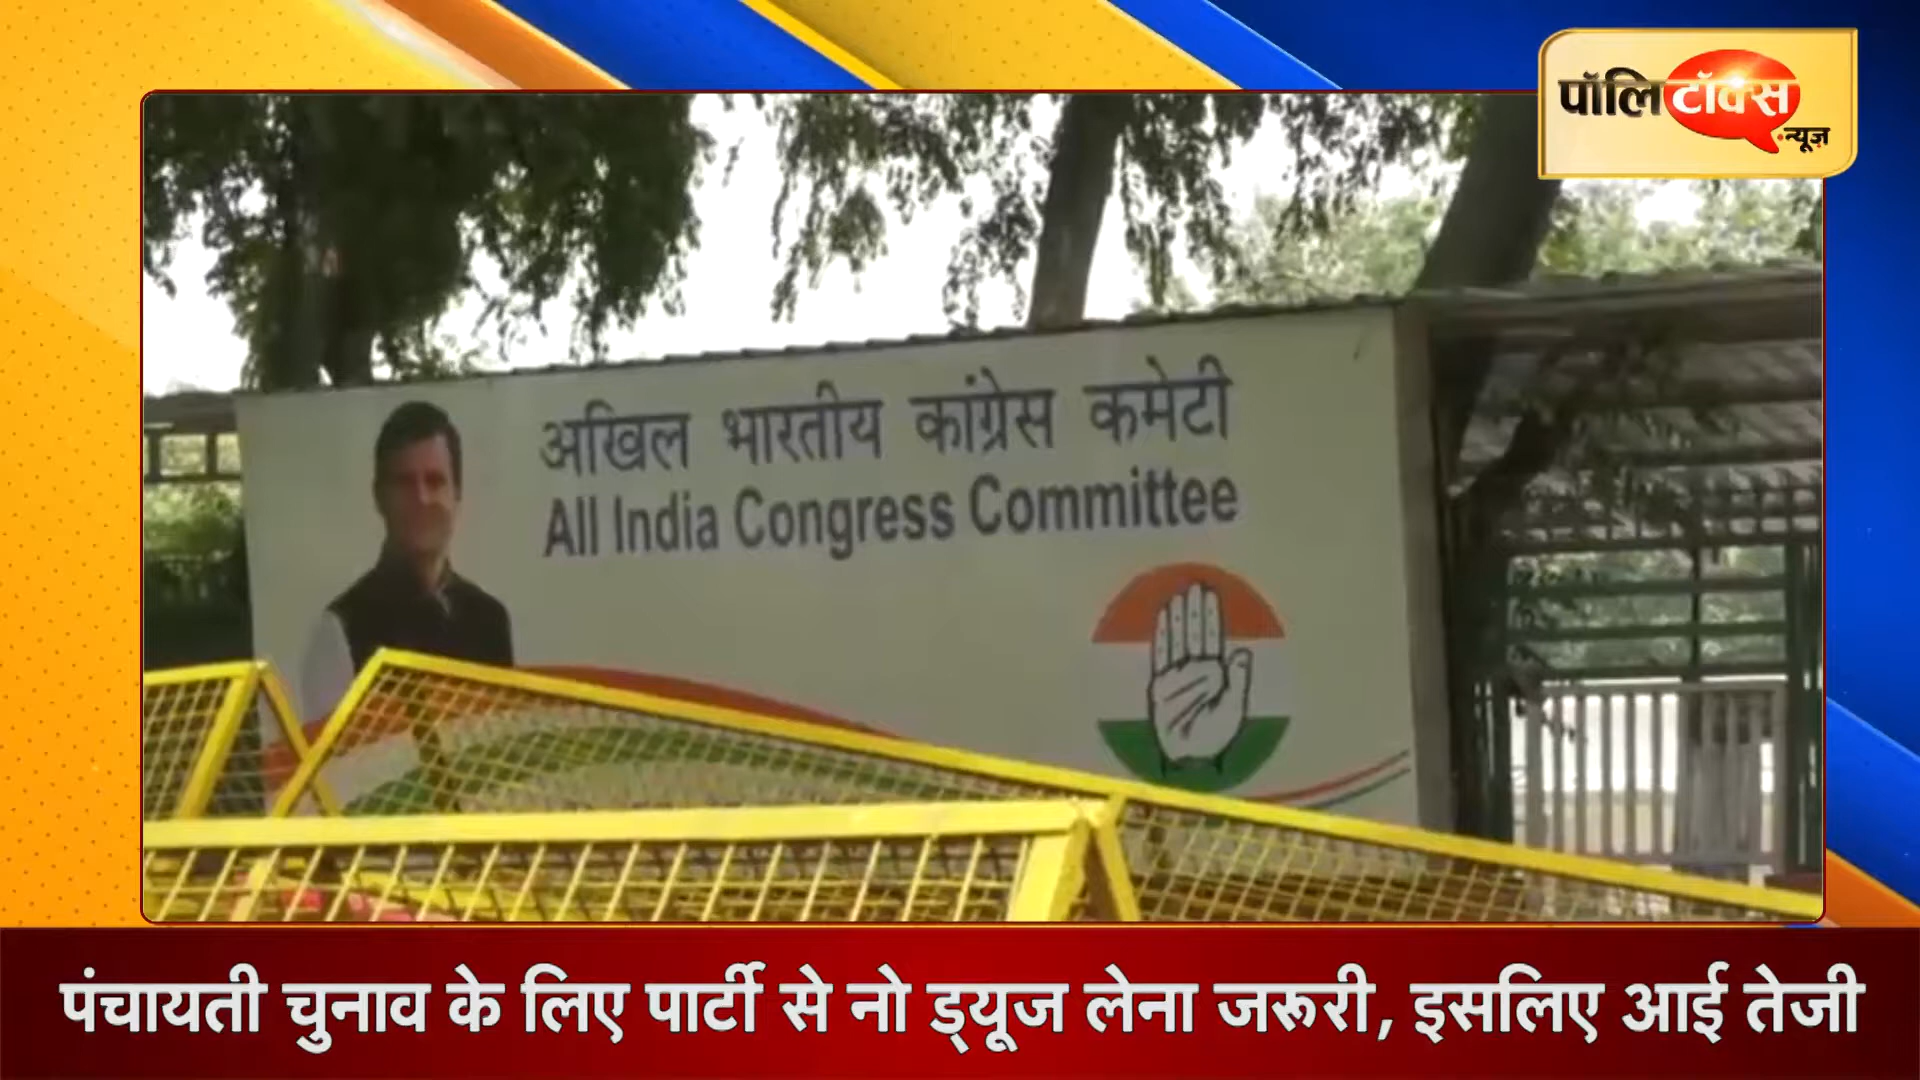 पॉलिटॉक्स
न्यूज़
अखिल भारतीय कांग्रेस कमेटी
All India Congress Committee
पंचायती चुनाव के लिए पार्टी से नो ड्यूज लेना जरूरी, इसलिए आई तेजी